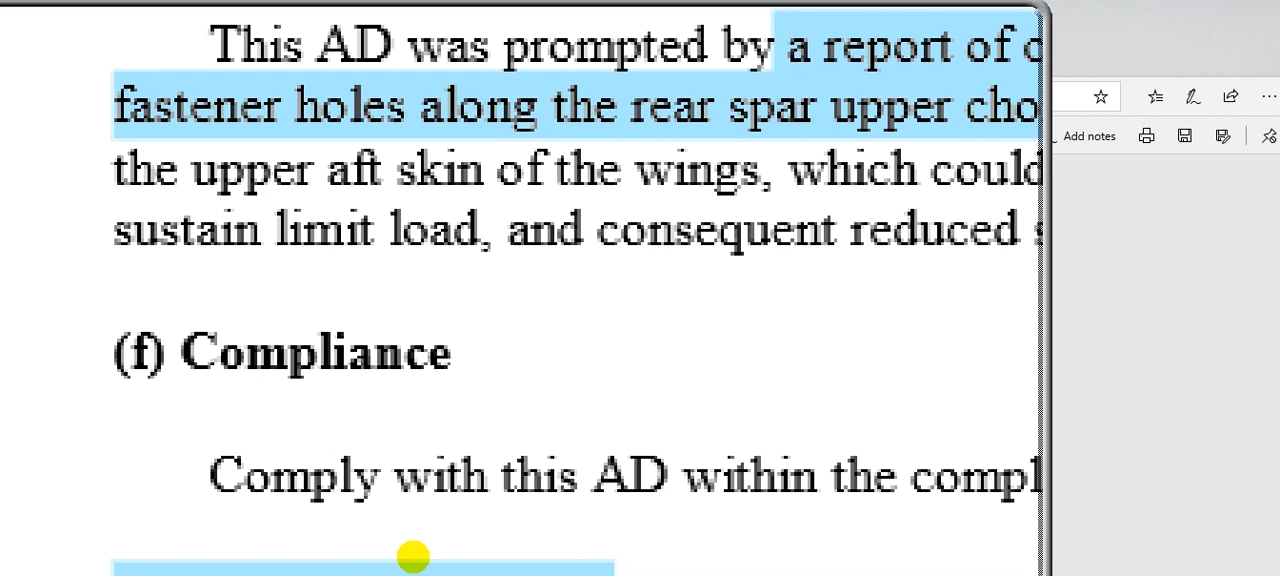 This AD was prompted by a report of
fastener holes along the rear spar upper
the upper aft skin of the wings, which could
sustain limit load, and consequent reduced
(f) Compliance
Comply with this AD within the
Add notes